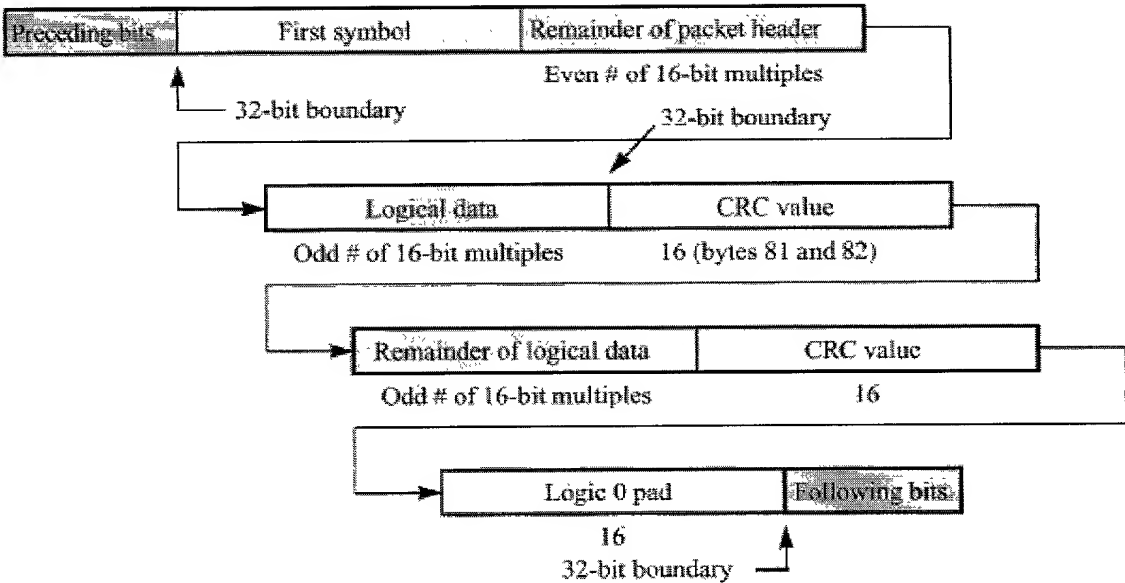 Preceding bits First symbol Remainder of packet header
Even # of 16-bit multiples
32-bit boundary
32-bit boundary
Logical data CRC value
Odd # of 16-bit multiples 16 (bytes 81 and 82)
Remainder of logical data CRC value
Odd # of 16-bit multiples 16
Logic 0 pad Following bits
16
32-bit boundary